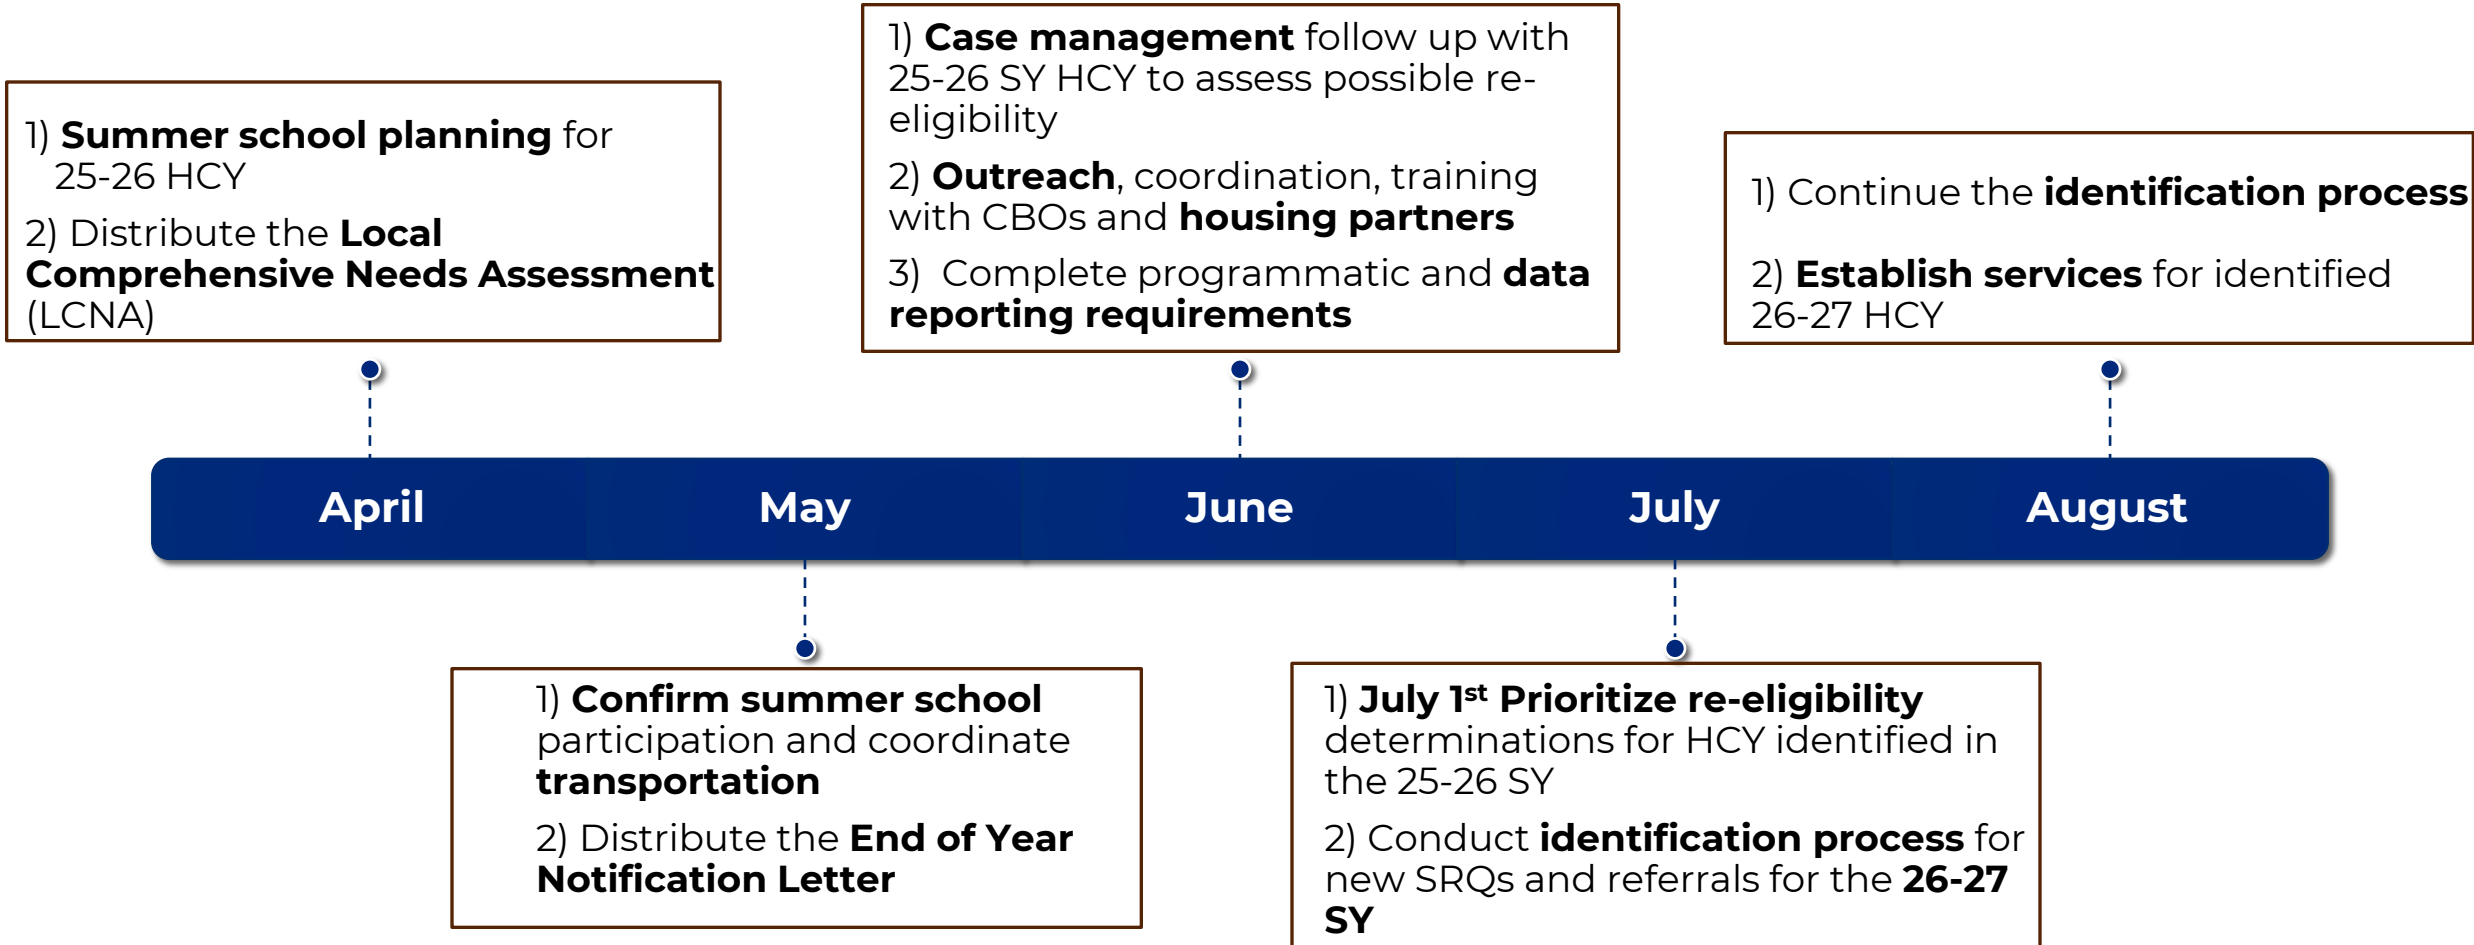 1) Summer school planning for
25-26 HCY
2) Distribute the Local
Comprehensive Needs Assessment
(LCNA)
1) Case management follow up with
25-26 SY HCY to assess possible re-
eligibility
2) Outreach, coordination, training
with CBOs and housing partners
3) Complete programmatic and data
reporting requirements
1) Continue the identification process
2) Establish services for identified
26-27 HCY
April
May
June
July
August
1) Confirm summer school
participation and coordinate
transportation
2) Distribute the End of Year
Notification Letter
1) July 1st Prioritize re-eligibility
determinations for HCY identified in
the 25-26 SY
2) Conduct identification process for
new SRQs and referrals for the 26-27
SY